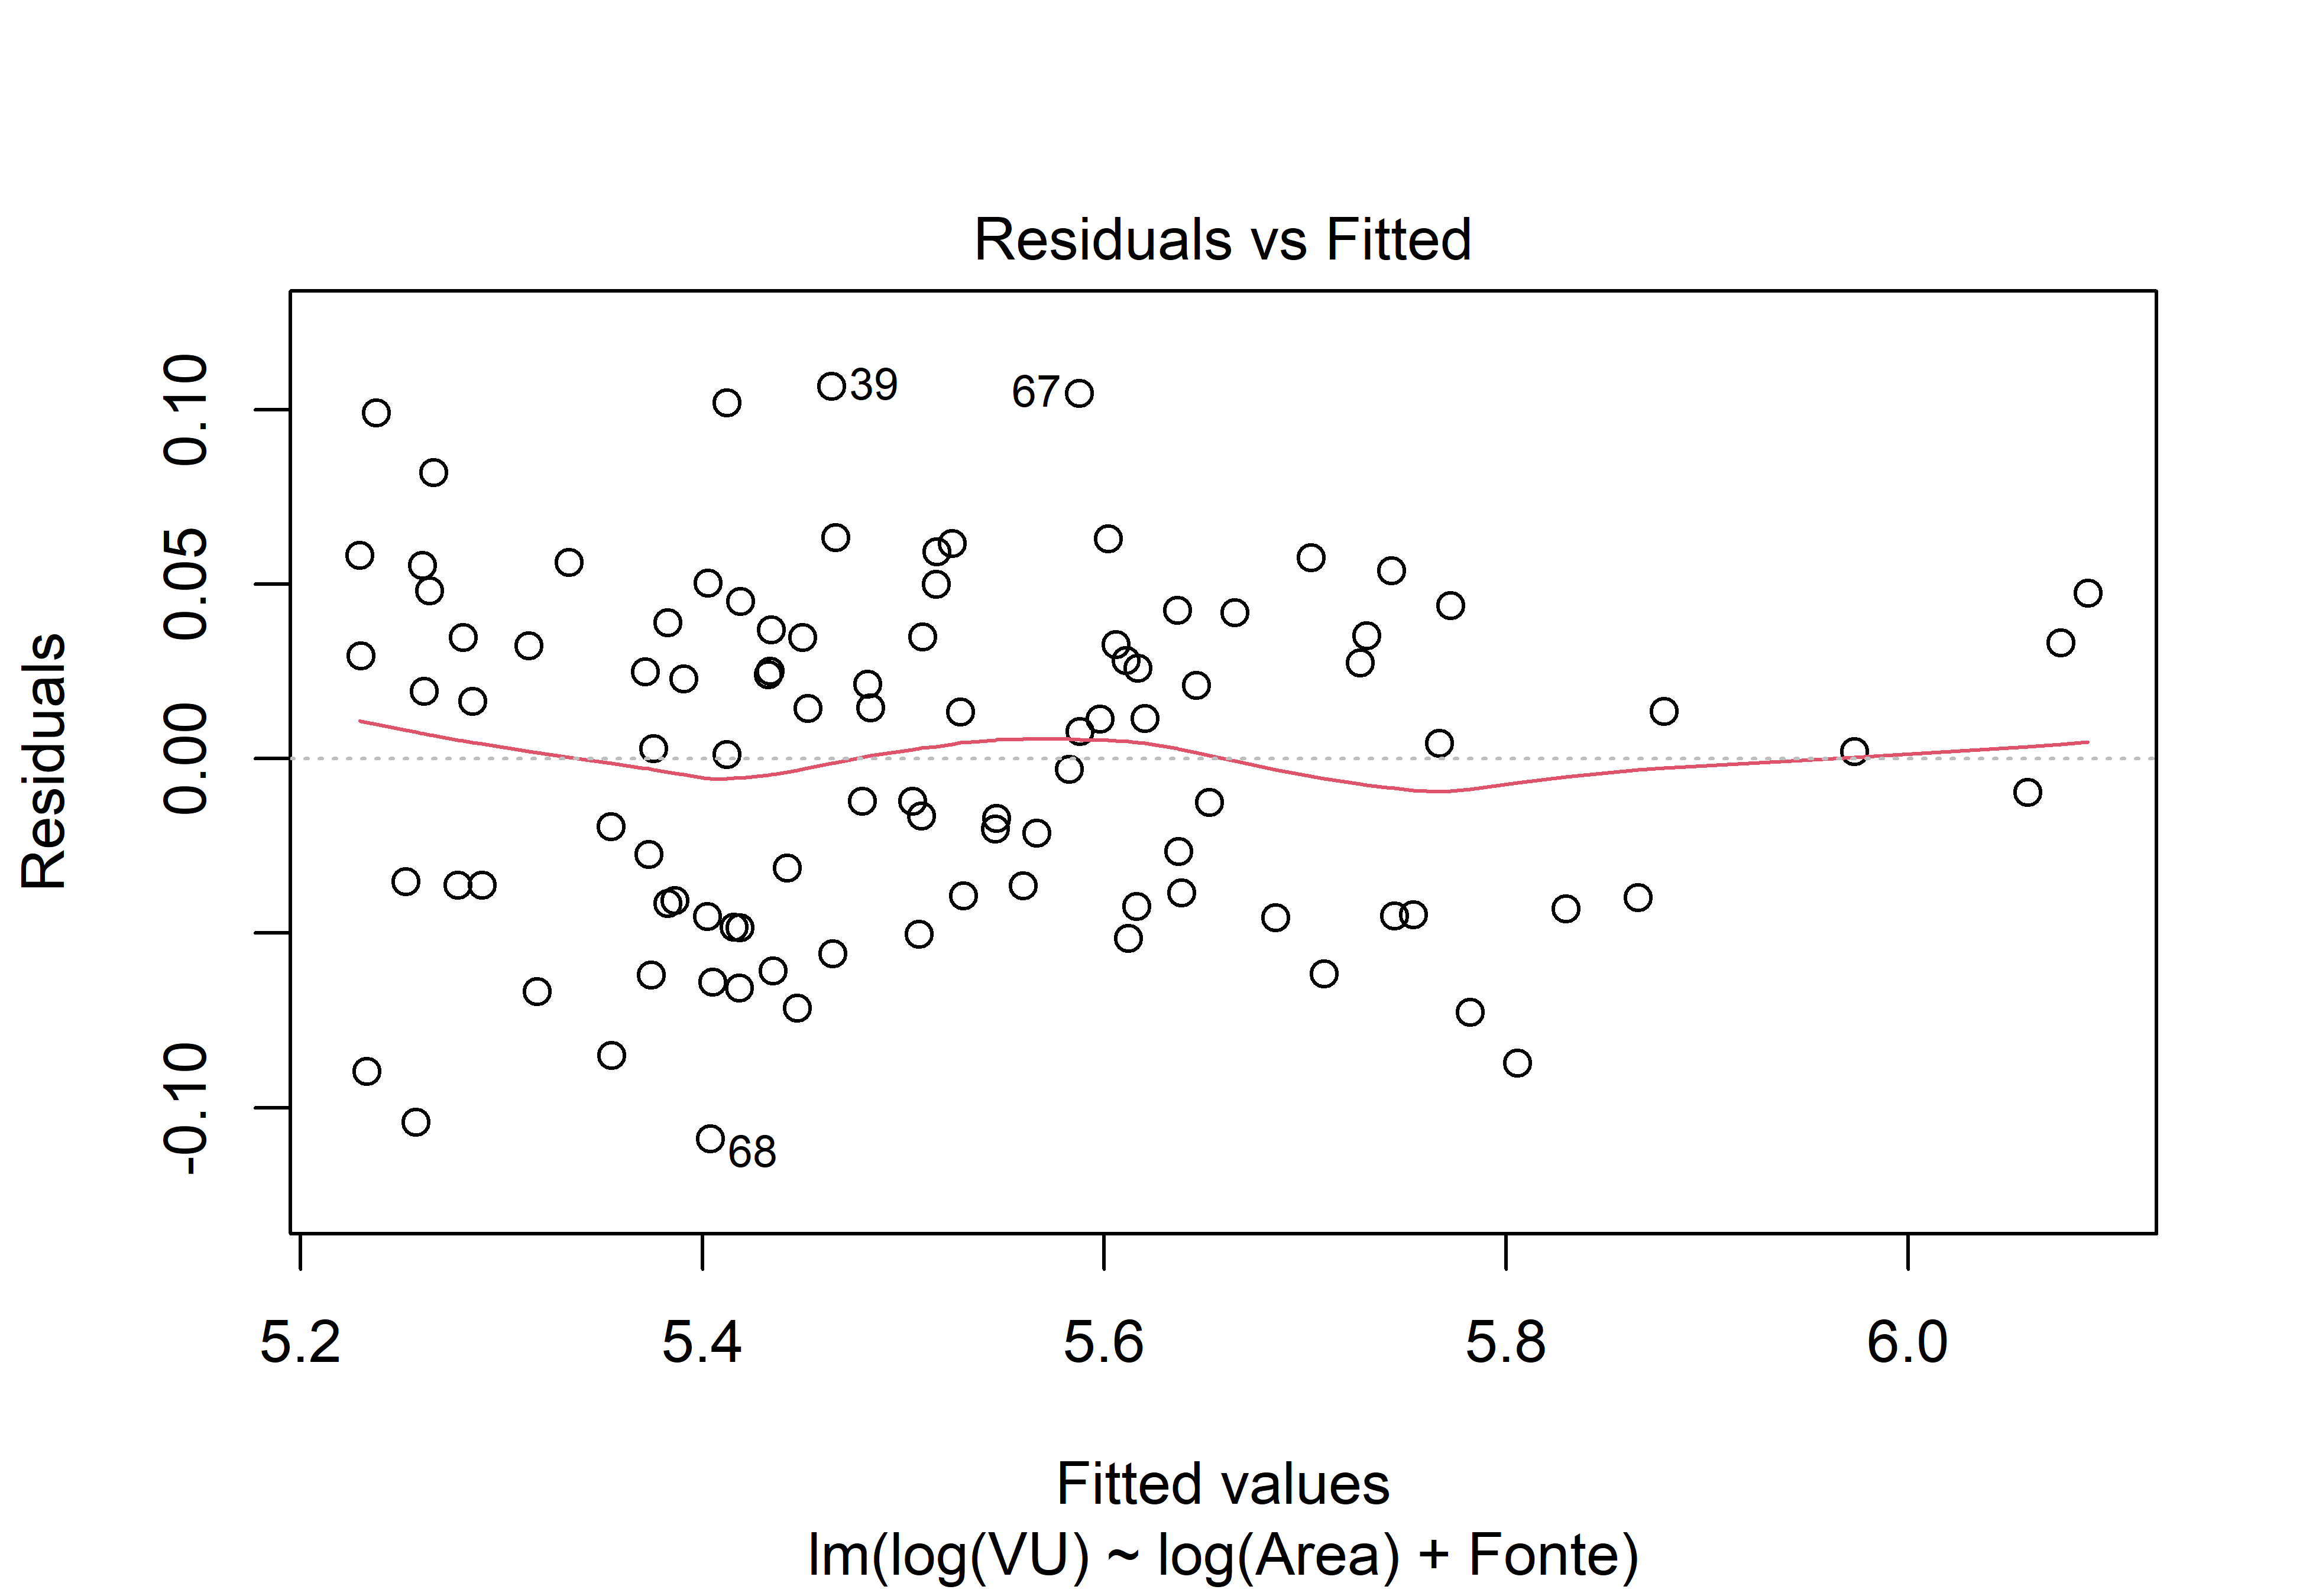 Residuals vs Fitted
Residuals
0.10
0.05
0.00
-0.10
39
67
68
5.2 5.4 5.6 5.8 6.0
Fitted values
lm(log(VU) ~ log(Area) + Fonte)